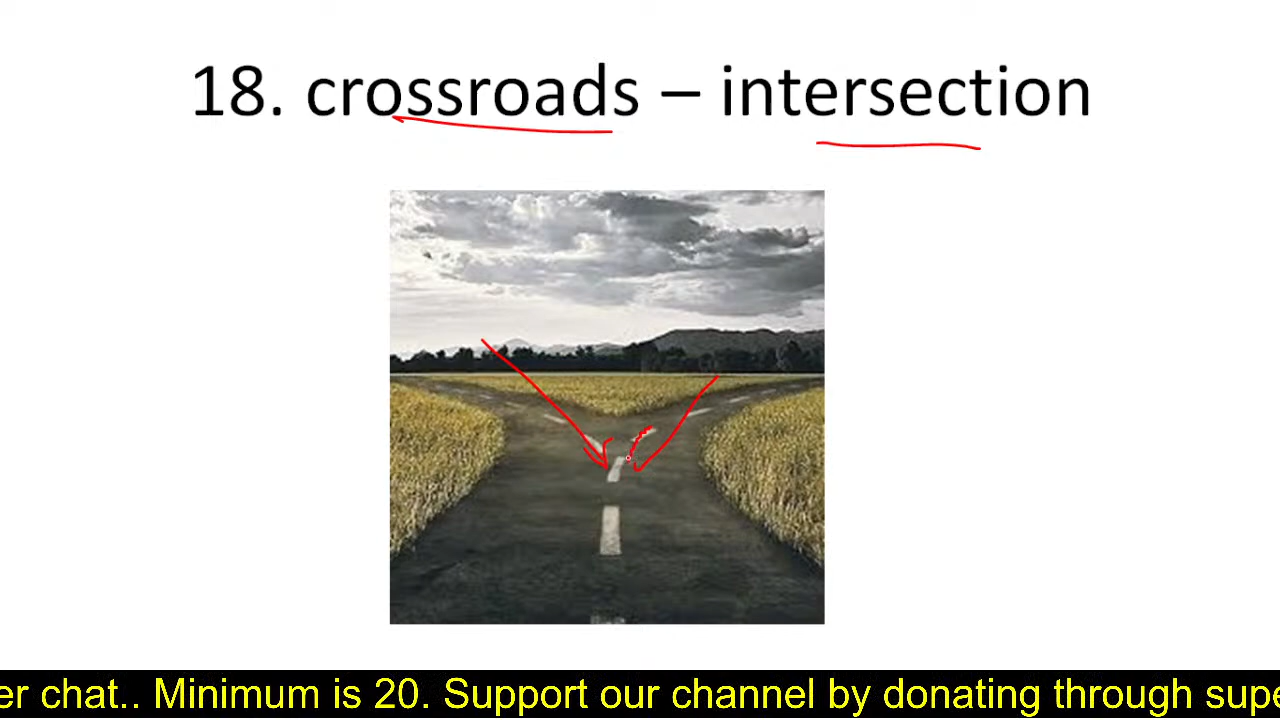 18. crossroads – intersection
er chat.. Minimum is 20. Support our channel by donating through supe